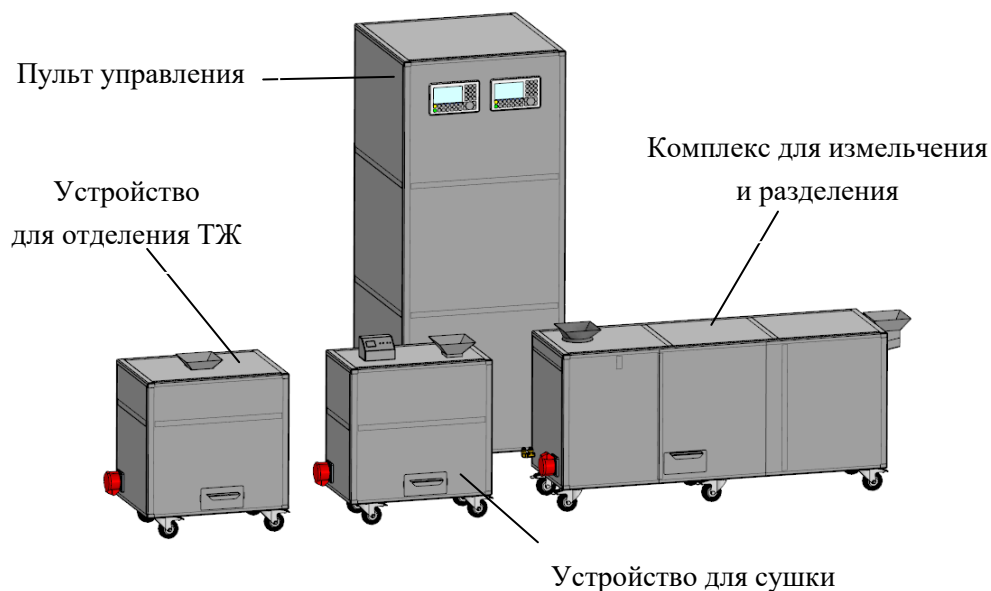 Пульт управления
Комплекс для измельчения
и разделения
Устройство
для отделения ТЖ
Устройство для сушки